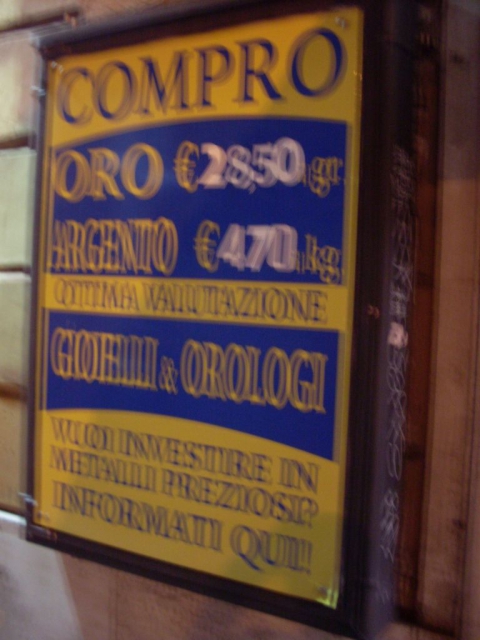 COMPRO
ORO €28,50 gr.
ARGENTO €470 kg.
OTTIMA VALUTAZIONE
GIOIELLI & OROLOGI
VUOI INVESTIRE IN
METALLI PREZIOSI?
INFORMATI QUI!!